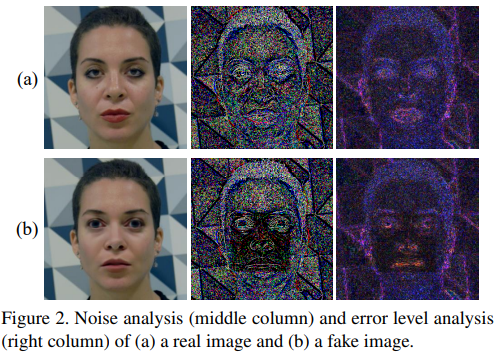 (a)
(b)
Figure 2. Noise analysis (middle column) and error level analysis
(right column) of (a) a real image and (b) a fake image.